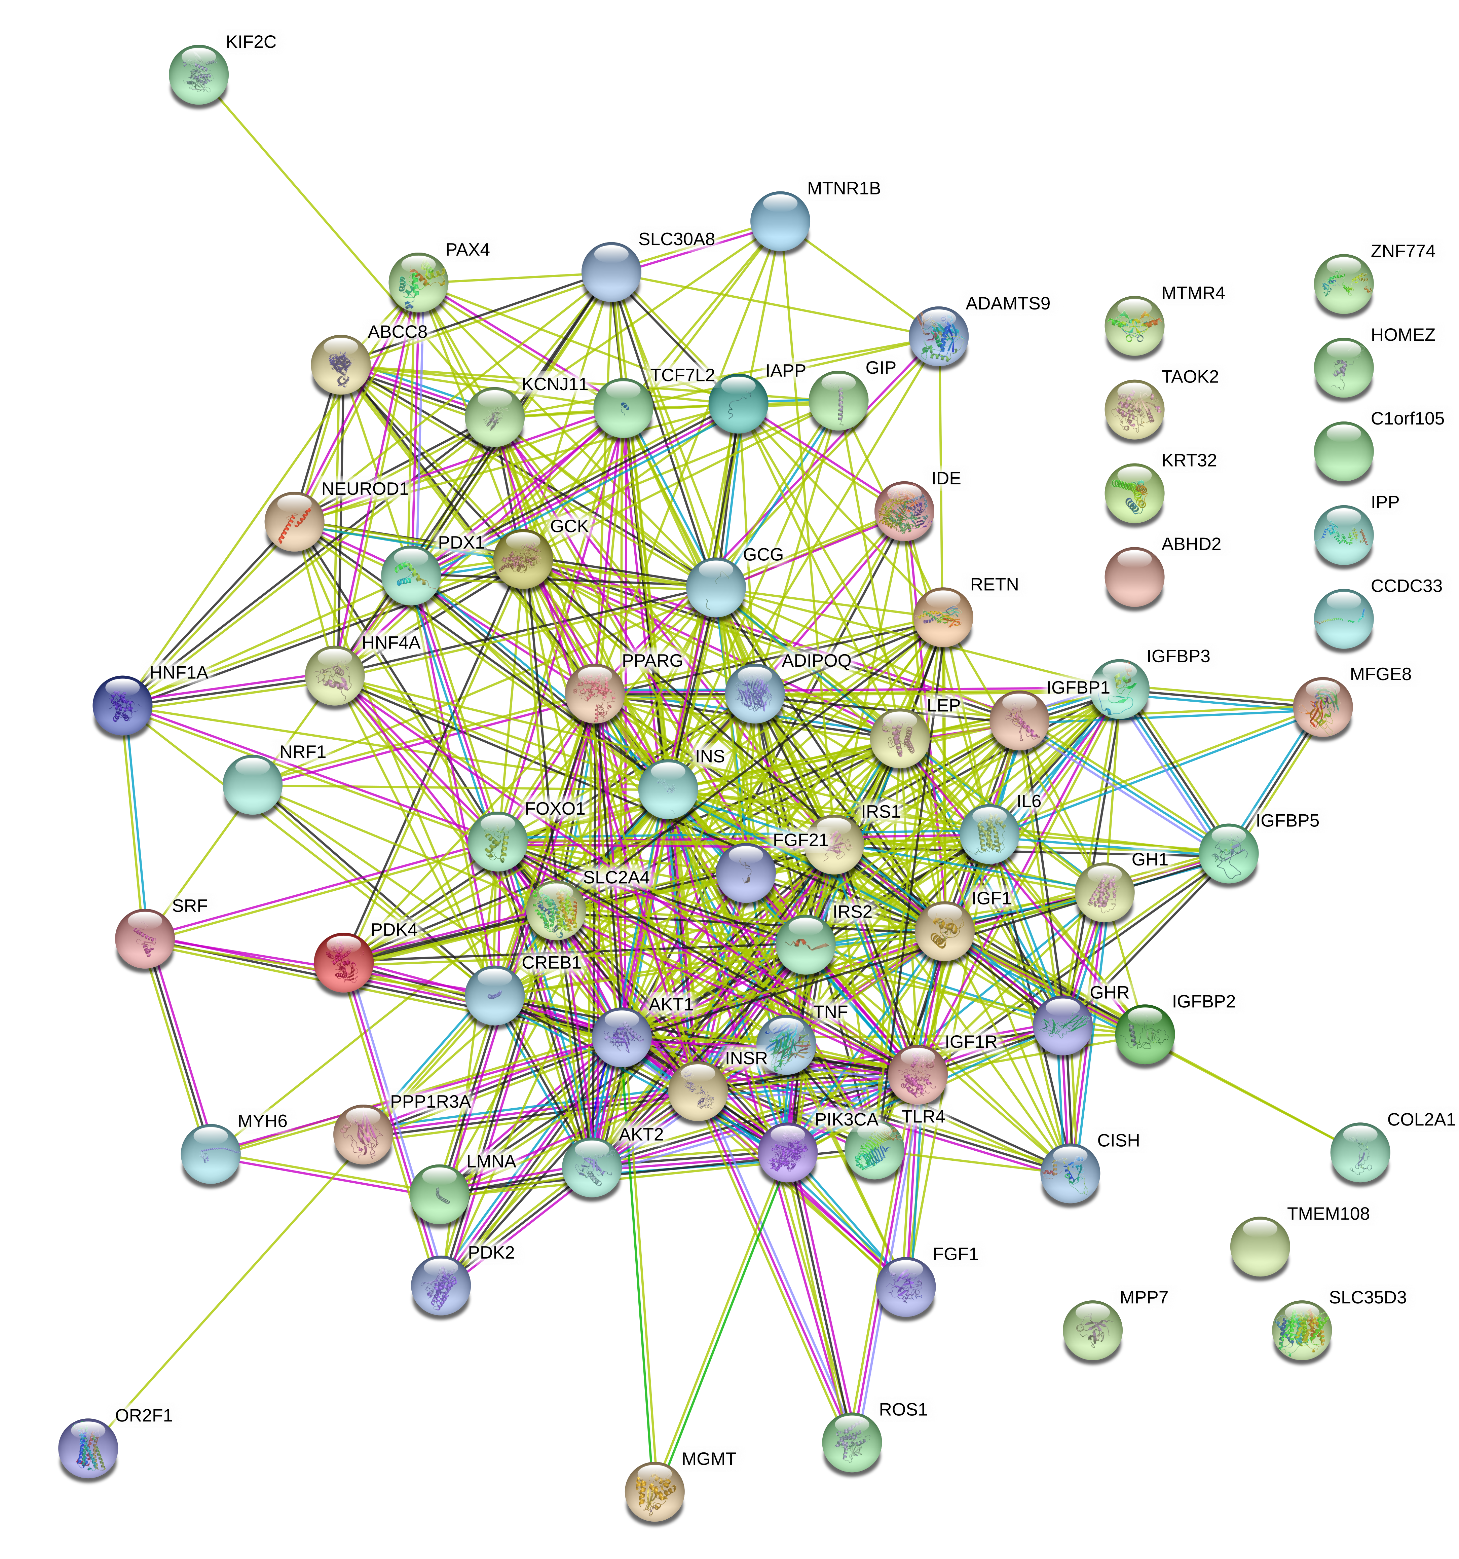 KIF2C
MTNR1B
SLC30A8
PAX4
ZNF774
MTMR4
ADAMTS9
ABCC8
HOMEZ
GIP
IAPP
TCF7L2
KCNJ11
TAOK2
C1orf105
KRT32
IDE
NEUROD1
IPP
GCK
PDX1
ABHD2
GCG
RETN
CCDC33
HNF4A
IGFBP3
PPARG
ADIPOQ
HNF1A
MFGE8
IGFBP1
LEP
NRF1
INS
IL6
FOXO1
IRS1
IGFBP5
FGF21
GH1
SLC2A4
IGF1
SRF
IRS2
PDK4
CREB1
GHR
IGFBP2
AKT1
TNF
IGF1R
INSR
PPP1R3A
TLR4
PIK3CA
MYH6
COL2A1
AKT2
CISH
LMNA
TMEM108
PDK2
FGF1
MPP7
SLC35D3
ROS1
OR2F1
MGMT